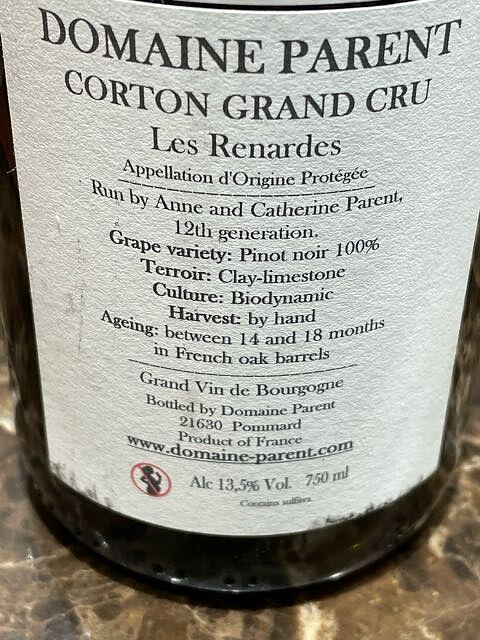 DOMAINE PARENT
CORTON GRAND CRU
Les Renardes
Appellation d'Origine Protégée
Run by Anne and Catherine Parent,
12th generation.
Grape variety: Pinot noir 100%
Terroir: Clay-limestone
Culture: Biodynamic
Harvest: by hand
Ageing: between 14 and 18 months
in French oak barrels
Grand Vin de Bourgogne
Bottled by Domaine Parent
21630 Pommard
Product of France
www.domaine-parent.com
Alc 13,5% Vol. 750 ml
Contains sulfites